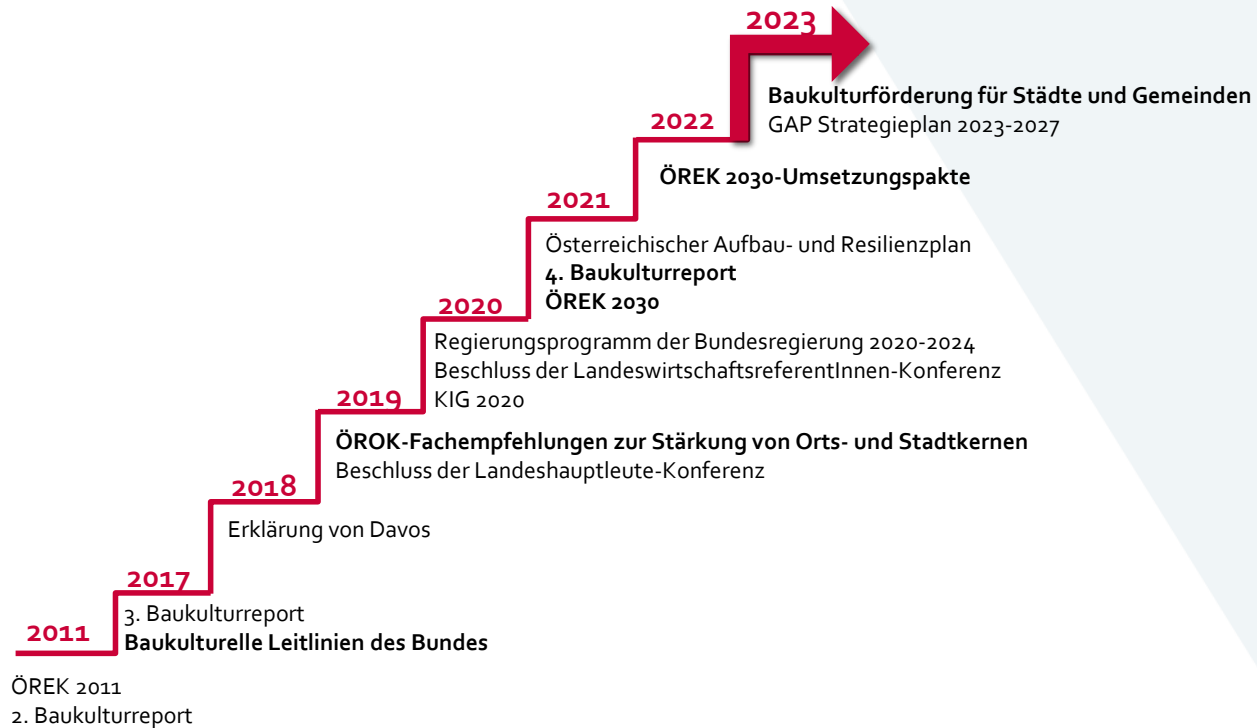 2023
Baukulturförderung für Städte und Gemeinden
GAP Strategieplan 2023-2027
2022
ÖREK 2030-Umsetzungspakte
2021
Österreichischer Aufbau- und Resilienzplan
4. Baukulturreport
ÖREK 2030
2020
Regierungsprogramm der Bundesregierung 2020-2024
Beschluss der LandeswirtschaftsreferentInnen-Konferenz
KIG 2020
2019
ÖROK-Fachempfehlungen zur Stärkung von Orts- und Stadtkernen
Beschluss der Landeshauptleute-Konferenz
2018
Erklärung von Davos
2017
3. Baukulturreport
Baukulturelle Leitlinien des Bundes
2011
ÖREK 2011
2. Baukulturreport